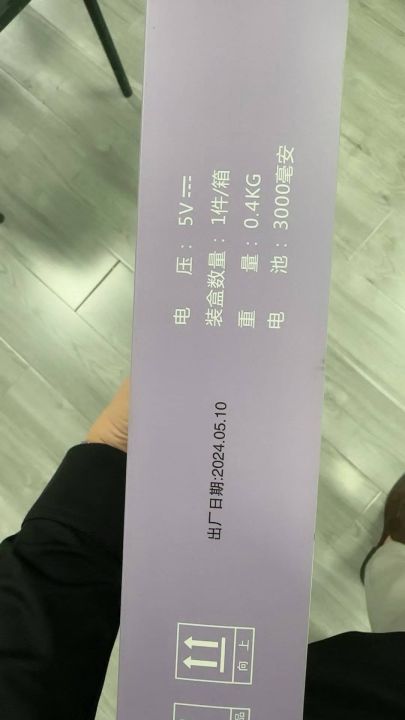 电 压：5V
装盒数量：1件/箱
重 量：0.4KG
电 池：3000毫安
出厂日期:2024.05.10
向上
品